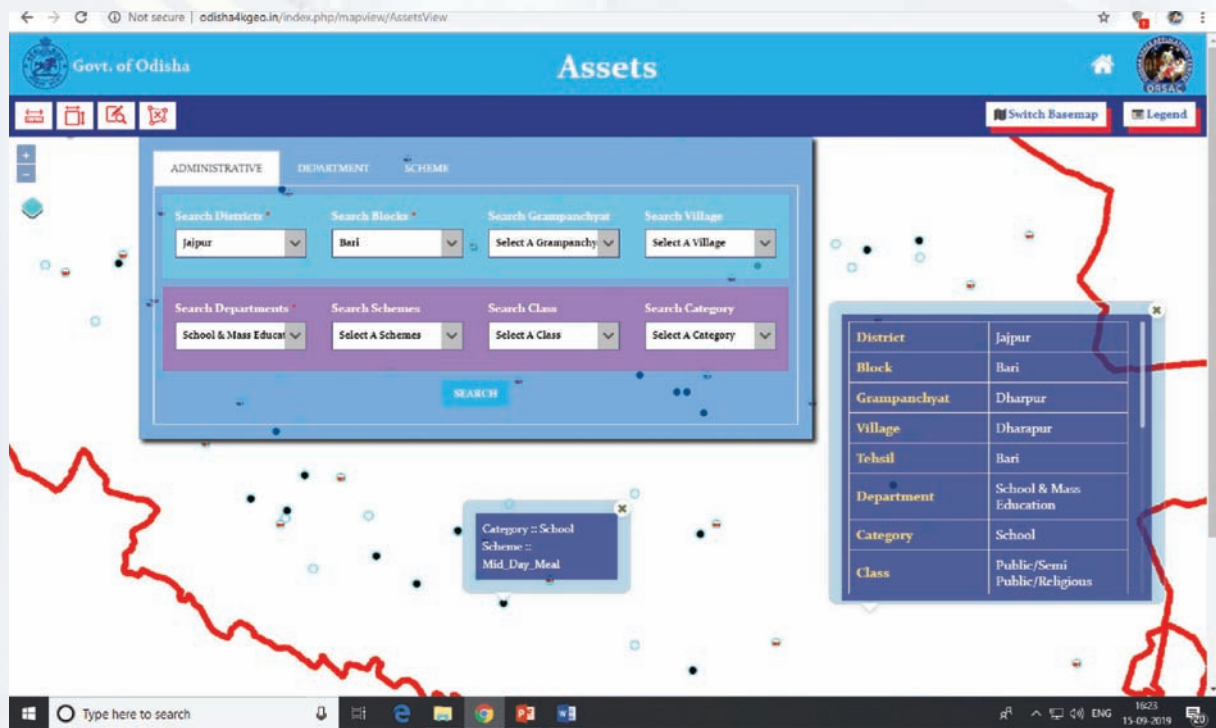 Not secure | odisha4kgeo.in/index.php/mapview/AssetsView
Govt. of Odisha
Assets
ORSAC
Switch Basemap
Legend
+
-
ADMINISTRATIVE
DEPARTMENT
SCHEME
Search Districts *
Search Blocks *
Search Grampanchyat
Search Village
Jajpur
Bari
Select A Grampanchy
Select A Village
Search Departments *
Search Schemes
Search Class
Search Category
School & Mass Educat
Select A Schemes
Select A Class
Select A Category
SEARCH
Category :: School
Scheme ::
Mid_Day_Meal
District Jajpur
Block Bari
Grampanchyat Dharpur
Village Dharapur
Tehsil Bari
Department School & Mass
Education
Category School
Class Public/Semi
Public/Religious
Type here to search
ENG
16:23
15-09-2019
20